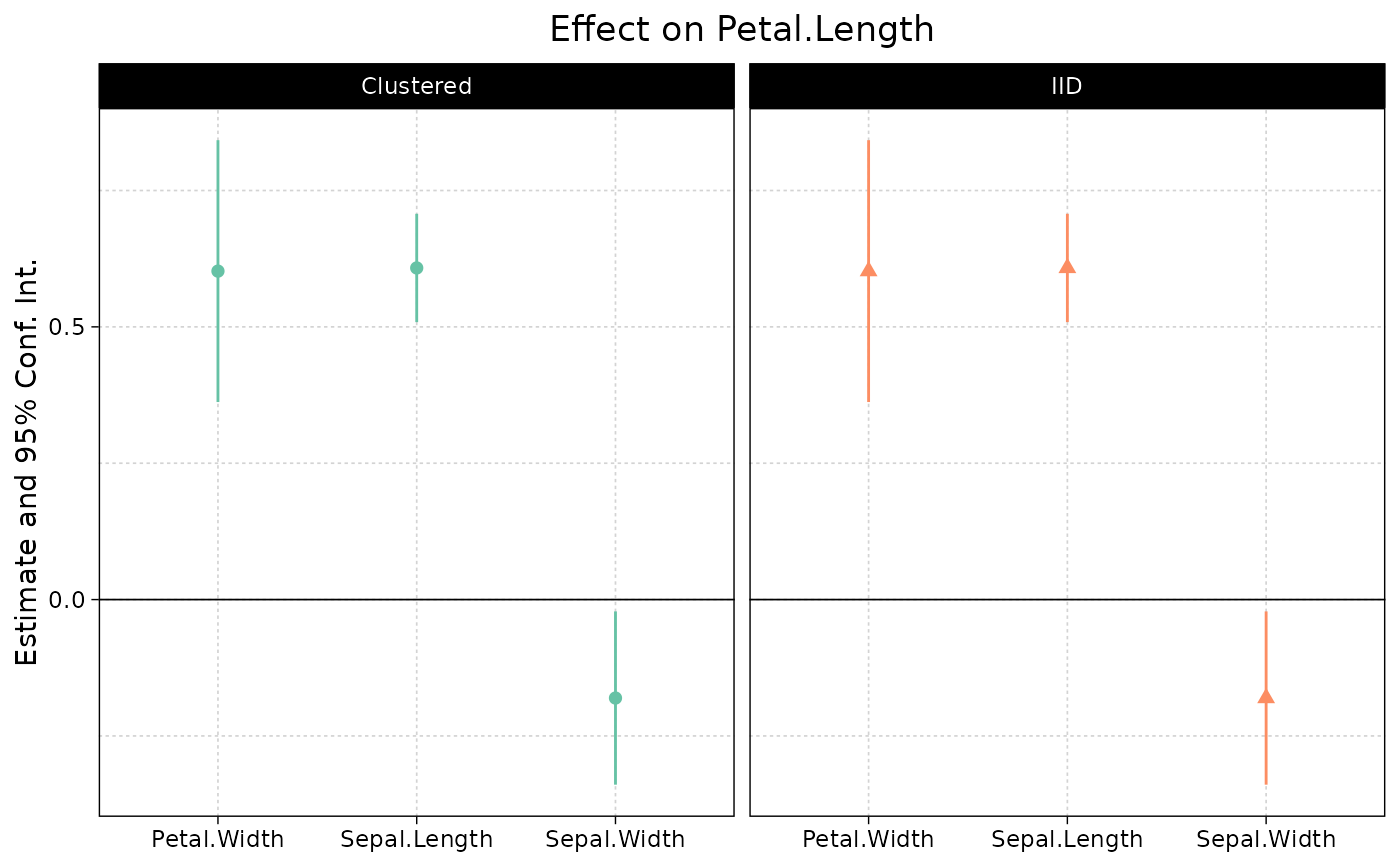 Effect on Petal.Length
Clustered
IID
Estimate and 95% Conf. Int.
0.5
0.0
Petal.Width
Sepal.Length
Sepal.Width
Petal.Width
Sepal.Length
Sepal.Width